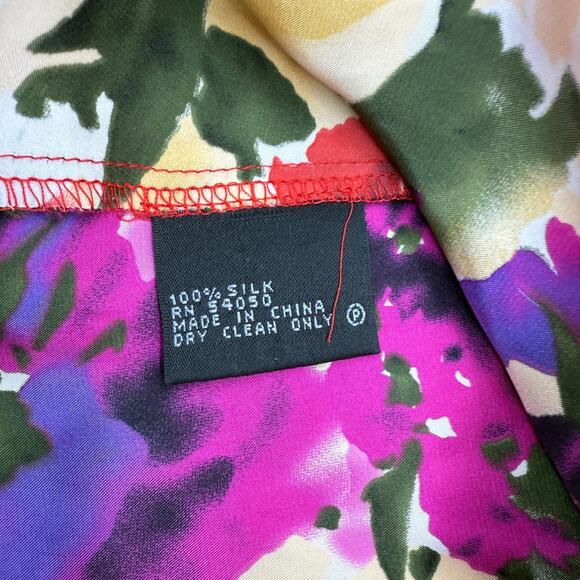 100% SILK
RN 54050
MADE IN CHINA
DRY CLEAN ONLY Ⓟ